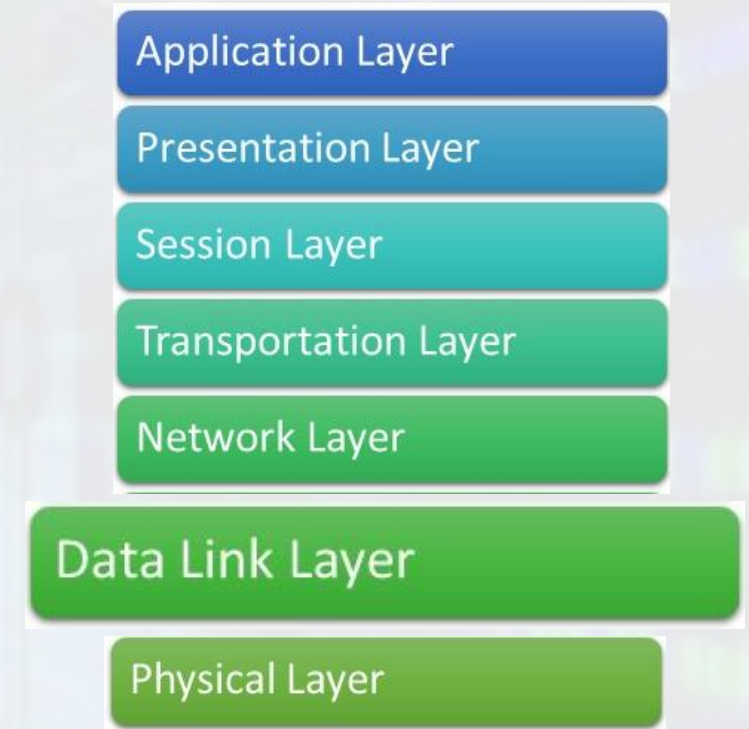 Application Layer
Presentation Layer
Session Layer
Transportation Layer
Network Layer
Data Link Layer
Physical Layer